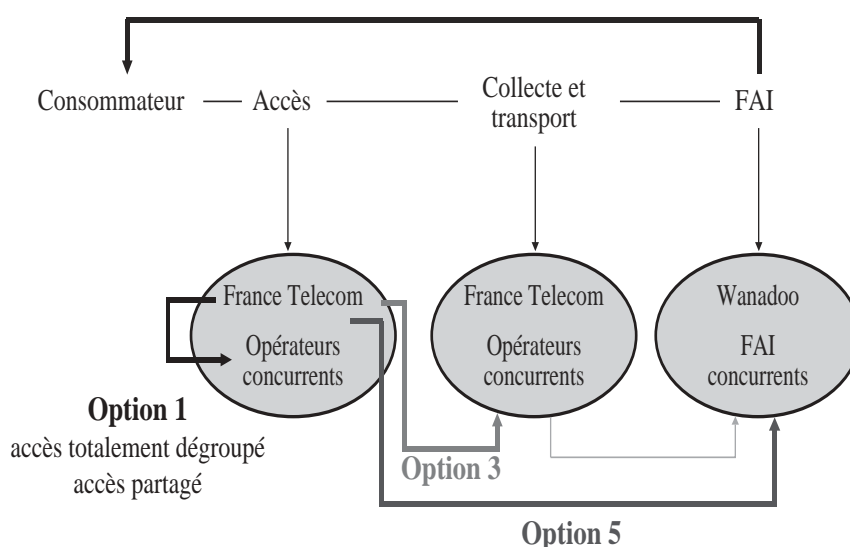 Consommateur
Accès
Collecte et
transport
FAI
France Telecom
Opérateurs
concurrents
France Telecom
Opérateurs
concurrents
Wanadoo
FAI
concurrents
Option 1
accès totalement dégroupé
accès partagé
Option 3
Option 5